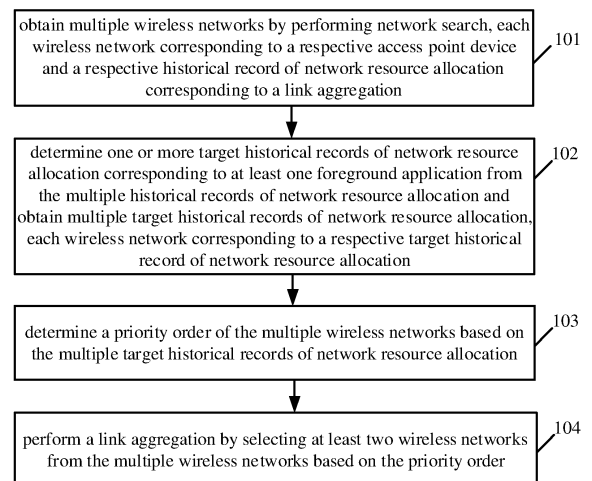 obtain multiple wireless networks by performing network search, each
wireless network corresponding to a respective access point device
and a respective historical record of network resource allocation
corresponding to a link aggregation
101
determine one or more target historical records of network resource
allocation corresponding to at least one foreground application from
the multiple historical records of network resource allocation and
obtain multiple target historical records of network resource allocation,
each wireless network corresponding to a respective target historical
record of network resource allocation
102
determine a priority order of the multiple wireless networks based on
the multiple target historical records of network resource allocation
103
perform a link aggregation by selecting at least two wireless networks
from the multiple wireless networks based on the priority order
104